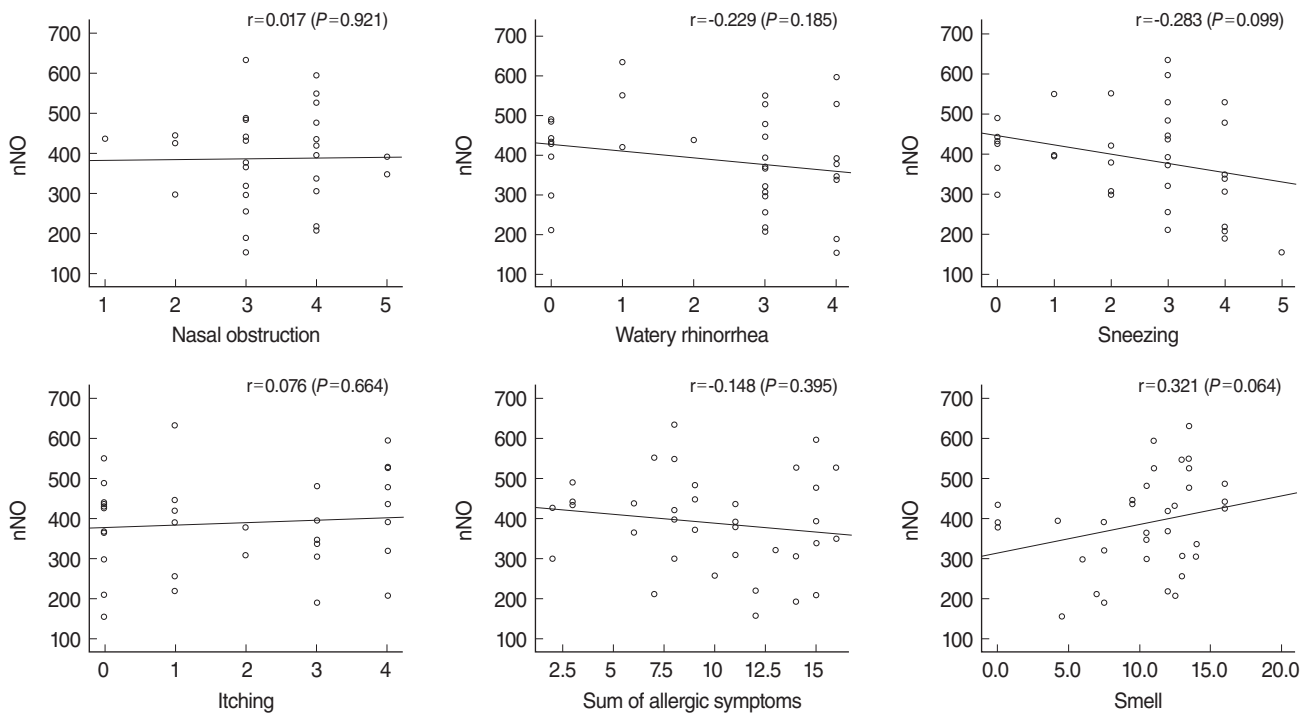 r=0.017 (P=0.921)
700
600
500
400
300
200
100
nNO
1 2 3 4 5
Nasal obstruction
r=-0.229 (P=0.185)
700
600
500
400
300
200
100
nNO
0 1 2 3 4
Watery rhinorrhea
r=-0.283 (P=0.099)
700
600
500
400
300
200
100
nNO
0 1 2 3 4 5
Sneezing
r=0.076 (P=0.664)
700
600
500
400
300
200
100
nNO
0 1 2 3 4
Itching
r=-0.148 (P=0.395)
700
600
500
400
300
200
100
nNO
2.5 5 7.5 10 12.5 15
Sum of allergic symptoms
r=0.321 (P=0.064)
700
600
500
400
300
200
100
nNO
0.0 5.0 10.0 15.0 20.0
Smell